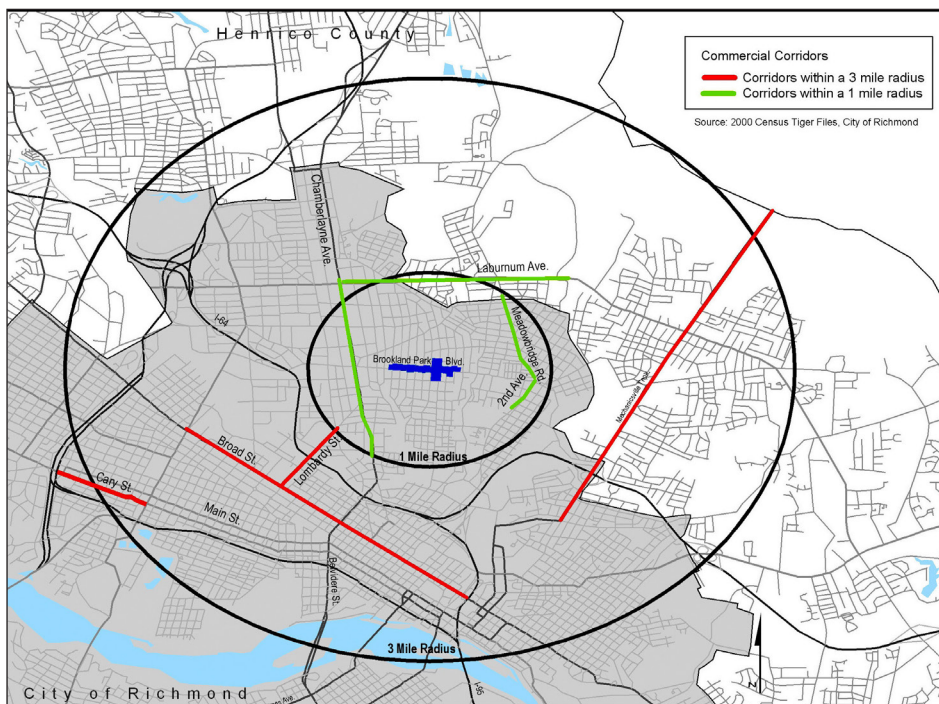 Henrico County
Commercial Corridors
Corridors within a 3 mile radius
Corridors within a 1 mile radius
Source: 2000 Census Tiger Files, City of Richmond
Chamberlayne Ave.
Laburnum Ave.
I-64
Meadowbridge Rd.
Brookland Park Blvd.
2nd Ave.
Mechanicsville Tnpk.
Broad St.
Lombardy St.
1 Mile Radius
Cary St.
Main St.
Belvidere St.
3 Mile Radius
City of Richmond
I-95
N